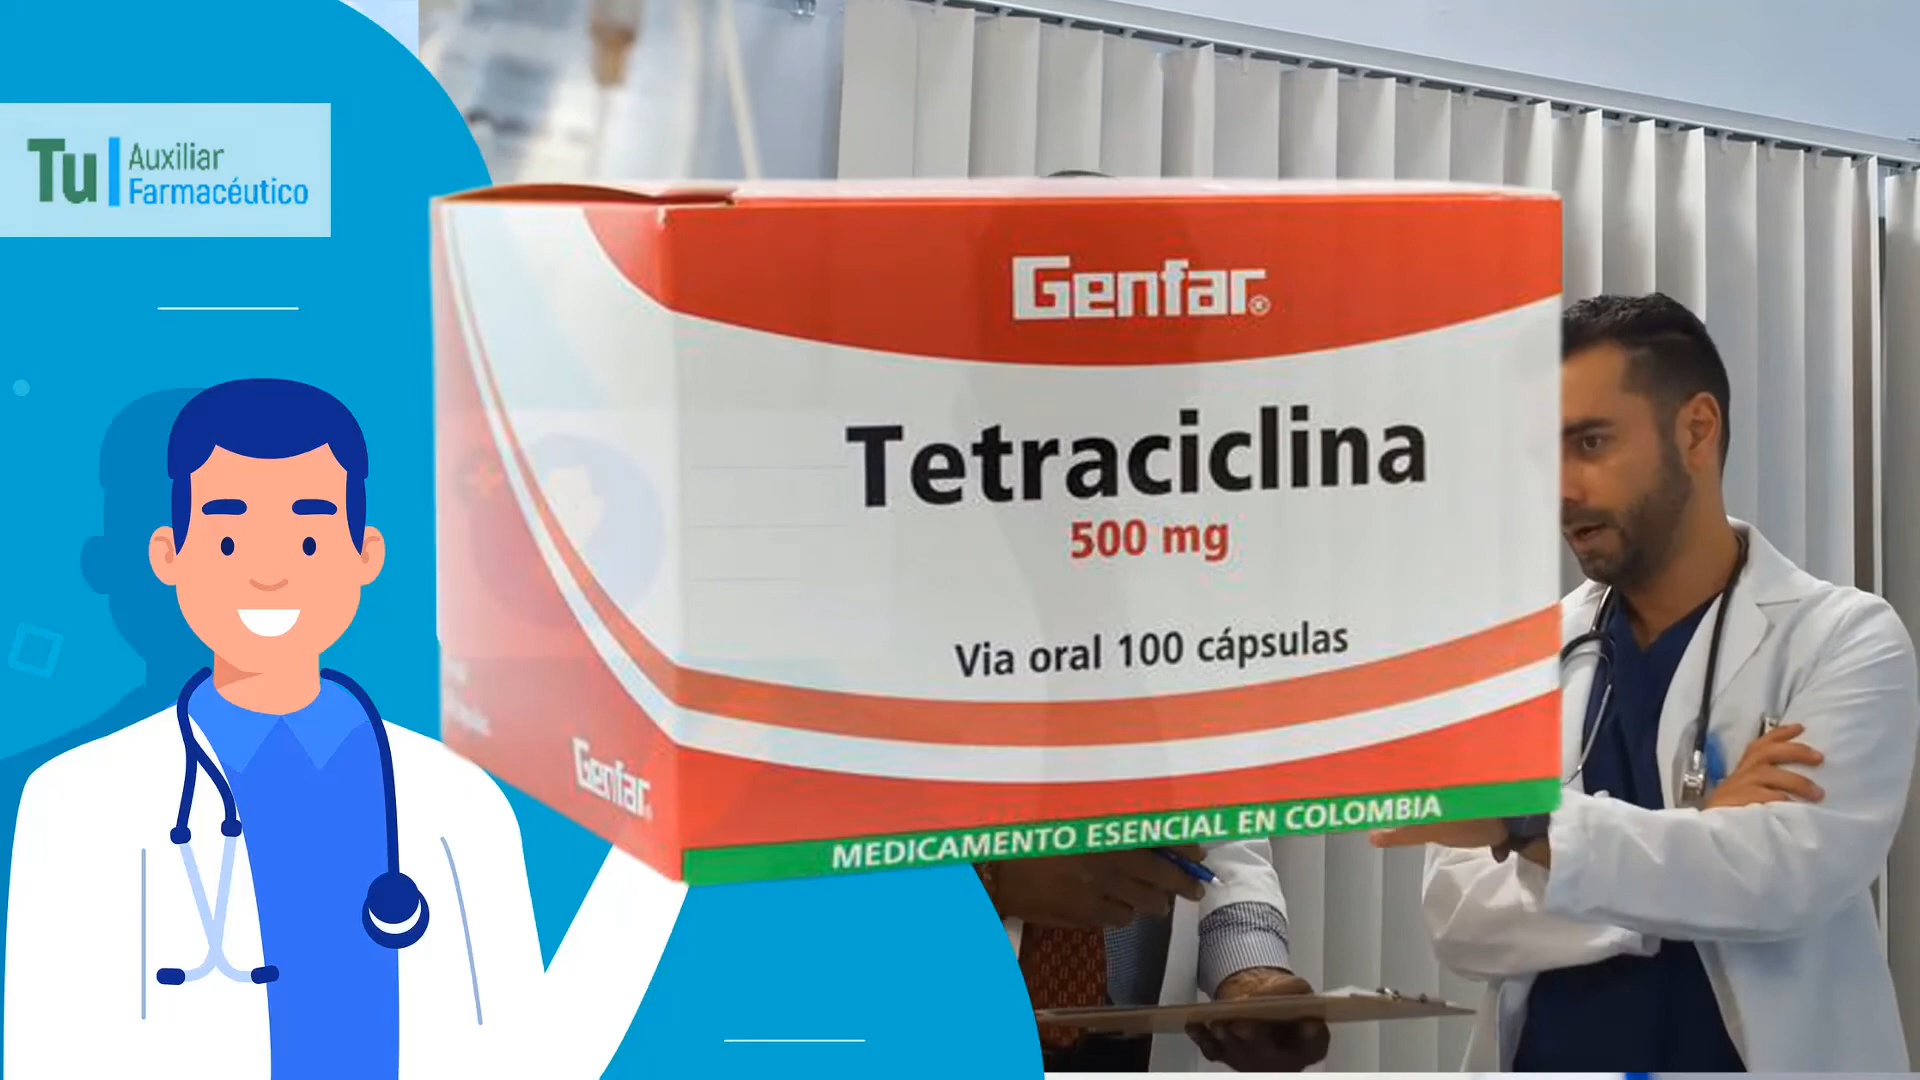 Tu Auxiliar
Farmacéutico
Genfar®
Tetraciclina
500 mg
Via oral 100 cápsulas
Genfar®
MEDICAMENTO ESENCIAL EN COLOMBIA